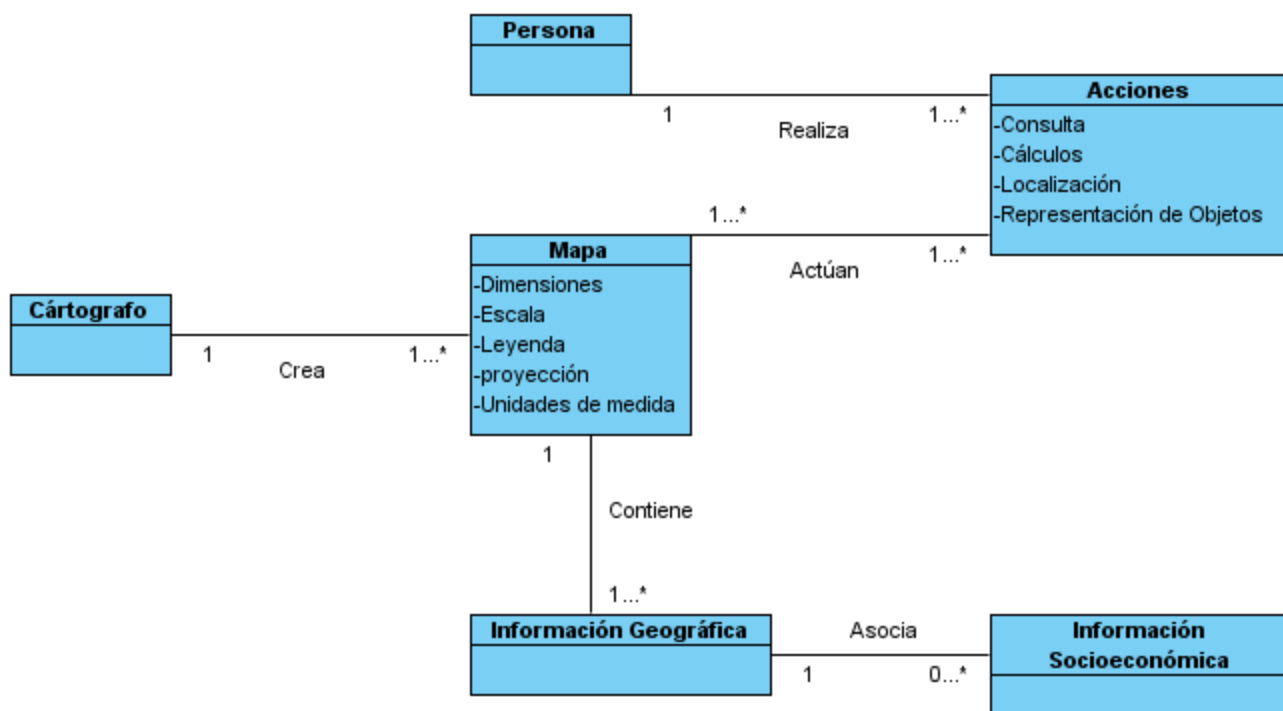 Persona
Acciones
-Consulta
-Cálculos
-Localización
-Representación de Objetos
1
Realiza
1...*
1...*
Actúan
1...*
Mapa
-Dimensiones
-Escala
-Leyenda
-proyección
-Unidades de medida
Cártografo
1
Crea
1...*
1
Contiene
1...*
Información Geográfica
Asocia
1
0...*
Información
Socioeconómica